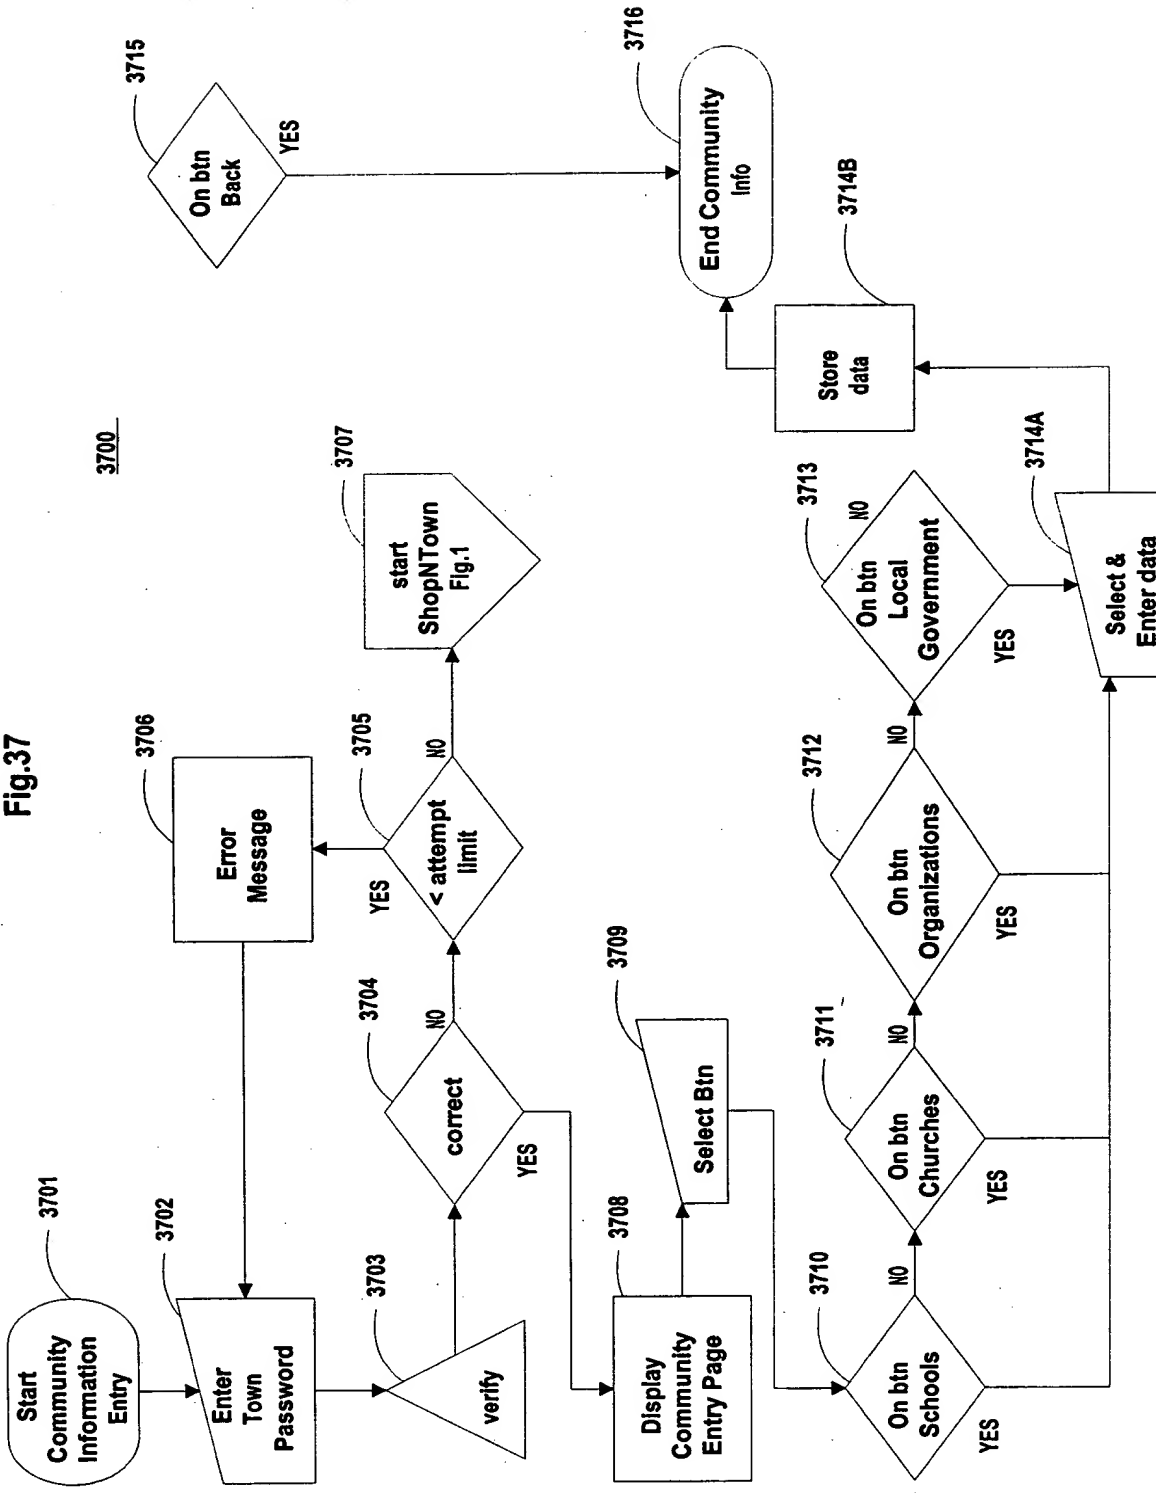 Fig.37
3700
3701
Start
Community
Information
Entry
3702
Enter
Town
Password
3703
verify
3704
correct
NO
YES
3705
< attempt
limit
YES
NO
3706
Error
Message
3707
start
ShopNTown
Fig.1
3708
Display
Community
Entry Page
3709
Select Btn
3710
On btn
Schools
NO
YES
3711
On btn
Churches
NO
YES
3712
On btn
Organizations
NO
YES
3713
On btn
Local
Government
NO
YES
3714A
Select &
Enter data
3714B
Store
data
3715
On btn
Back
YES
3716
End Community
Info